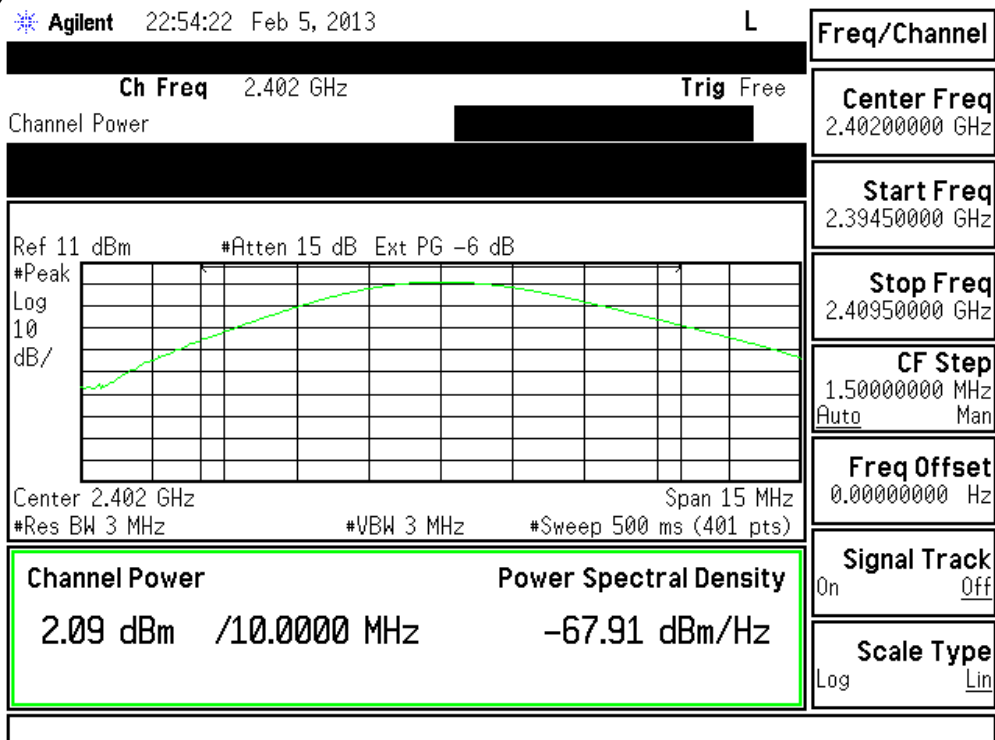 Agilent 22:54:22 Feb 5, 2013 L
Ch Freq 2.402 GHz Trig Free
Channel Power
Ref 11 dBm #Atten 15 dB Ext PG -6 dB
#Peak
Log
10
dB/
Center 2.402 GHz Span 15 MHz
#Res BW 3 MHz #VBW 3 MHz #Sweep 500 ms (401 pts)
Channel Power Power Spectral Density
2.09 dBm /10.0000 MHz -67.91 dBm/Hz
Freq/Channel
Center Freq
2.40200000 GHz
Start Freq
2.39450000 GHz
Stop Freq
2.40950000 GHz
CF Step
1.50000000 MHz
Auto Man
Freq Offset
0.00000000 Hz
Signal Track
On Off
Scale Type
Log Lin